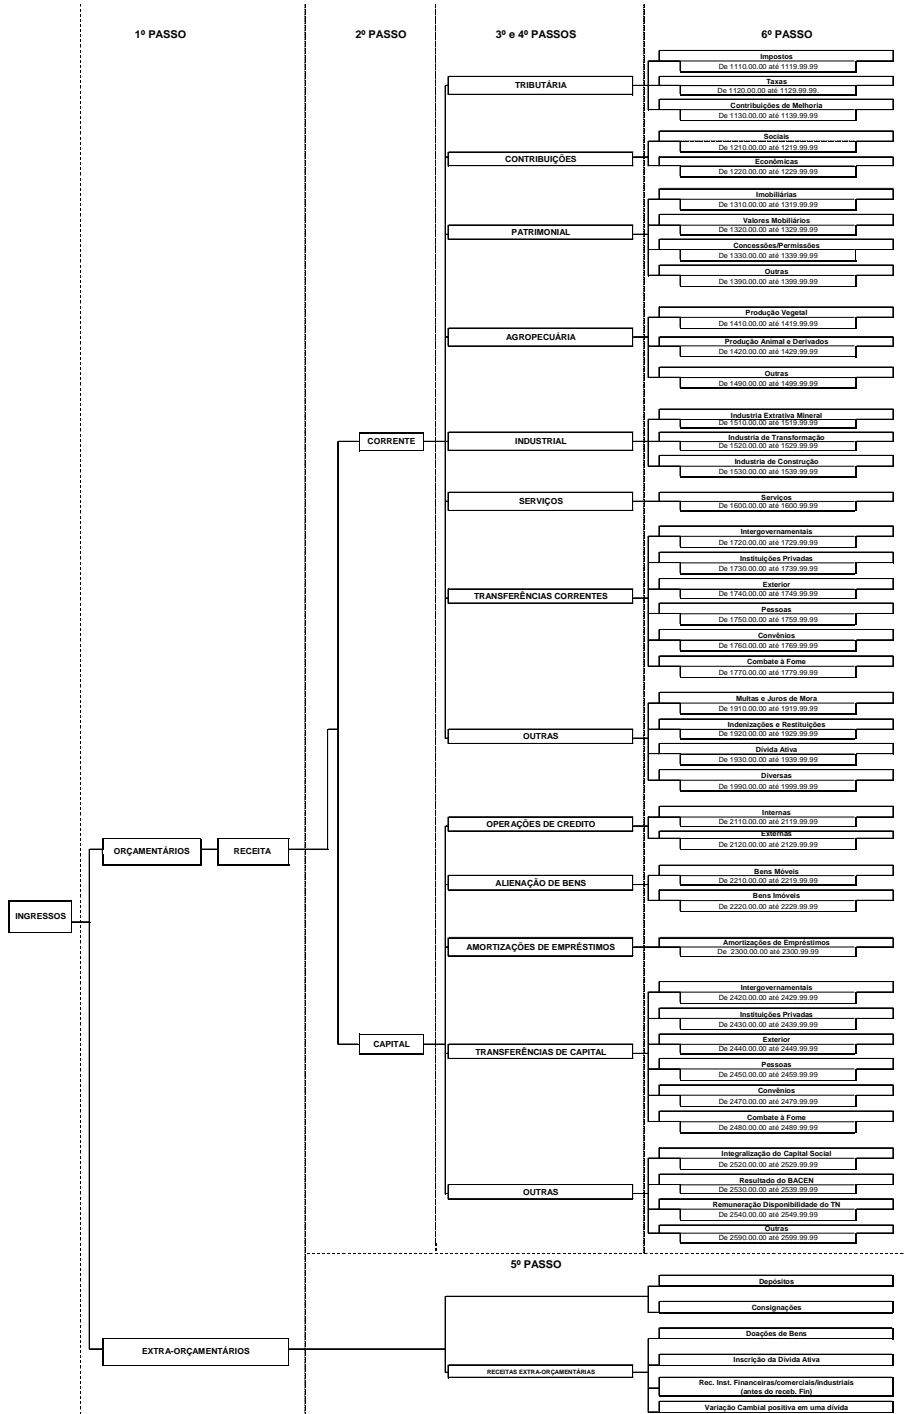 1º PASSO
2º PASSO
3º e 4º PASSOS
6º PASSO
Impostos
De 1110.00.00 até 1119.99.99
TRIBUTÁRIA
Taxas
De 1120.00.00 até 1129.99.99.
Contribuições de Melhoria
De 1130.00.00 até 1139.99.99
Sociais
De 1210.00.00 até 1219.99.99
CONTRIBUIÇÕES
Econômicas
De 1220.00.00 até 1229.99.99
Imobiliárias
De 1310.00.00 até 1319.99.99
Valores Mobiliários
De 1320.00.00 até 1329.99.99
PATRIMONIAL
Concessões/Permissões
De 1330.00.00 até 1339.99.99
Outras
De 1390.00.00 até 1399.99.99
Produção Vegetal
De 1410.00.00 até 1419.99.99
AGROPECUÁRIA
Produção Animal e Derivados
De 1420.00.00 até 1429.99.99
Outras
De 1490.00.00 até 1499.99.99
Industria Extrativa Mineral
De 1510.00.00 até 1519.99.99
CORRENTE
INDUSTRIAL
Industria de Transformação
De 1520.00.00 até 1529.99.99
Industria de Construção
De 1530.00.00 até 1539.99.99
SERVIÇOS
Serviços
De 1600.00.00 até 1600.99.99
Intergovernamentais
De 1720.00.00 até 1729.99.99
Instituições Privadas
De 1730.00.00 até 1739.99.99
Exterior
De 1740.00.00 até 1749.99.99
TRANSFERÊNCIAS CORRENTES
Pessoas
De 1750.00.00 até 1759.99.99
Convênios
De 1760.00.00 até 1769.99.99
Combate à Fome
De 1770.00.00 até 1779.99.99
Multas e Juros de Mora
De 1910.00.00 até 1919.99.99
Indenizações e Restituições
De 1920.00.00 até 1929.99.99
OUTRAS
Dívida Ativa
De 1930.00.00 até 1939.99.99
Diversas
De 1990.00.00 até 1999.99.99
Internas
De 2110.00.00 até 2119.99.99
OPERAÇÕES DE CREDITO
Externas
De 2120.00.00 até 2129.99.99
ORÇAMENTÁRIOS
RECEITA
Bens Móveis
De 2210.00.00 até 2219.99.99
ALIENAÇÃO DE BENS
Bens Imóveis
De 2220.00.00 até 2229.99.99
INGRESSOS
AMORTIZAÇÕES DE EMPRÉSTIMOS
Amortizações de Empréstimos
De 2300.00.00 até 2300.99.99
Intergovernamentais
De 2420.00.00 até 2429.99.99
Instituições Privadas
De 2430.00.00 até 2439.99.99
CAPITAL
Exterior
De 2440.00.00 até 2449.99.99
TRANSFERÊNCIAS DE CAPITAL
Pessoas
De 2450.00.00 até 2459.99.99
Convênios
De 2470.00.00 até 2479.99.99
Combate à Fome
De 2480.00.00 até 2489.99.99
Integralização do Capital Social
De 2520.00.00 até 2529.99.99
Resultado do BACEN
De 2530.00.00 até 2539.99.99
OUTRAS
Remuneração Disponibilidade do TN
De 2540.00.00 até 2549.99.99
Outras
De 2590.00.00 até 2599.99.99
5º PASSO
Depósitos
Consignações
Doações de Bens
EXTRA-ORÇAMENTÁRIOS
Inscrição da Dívida Ativa
RECEITAS EXTRA-ORÇAMENTÁRIAS
Rec. Inst. Financeiras/comerciais/industriais
(antes do receb. Fin)
Variação Cambial positiva em uma dívida